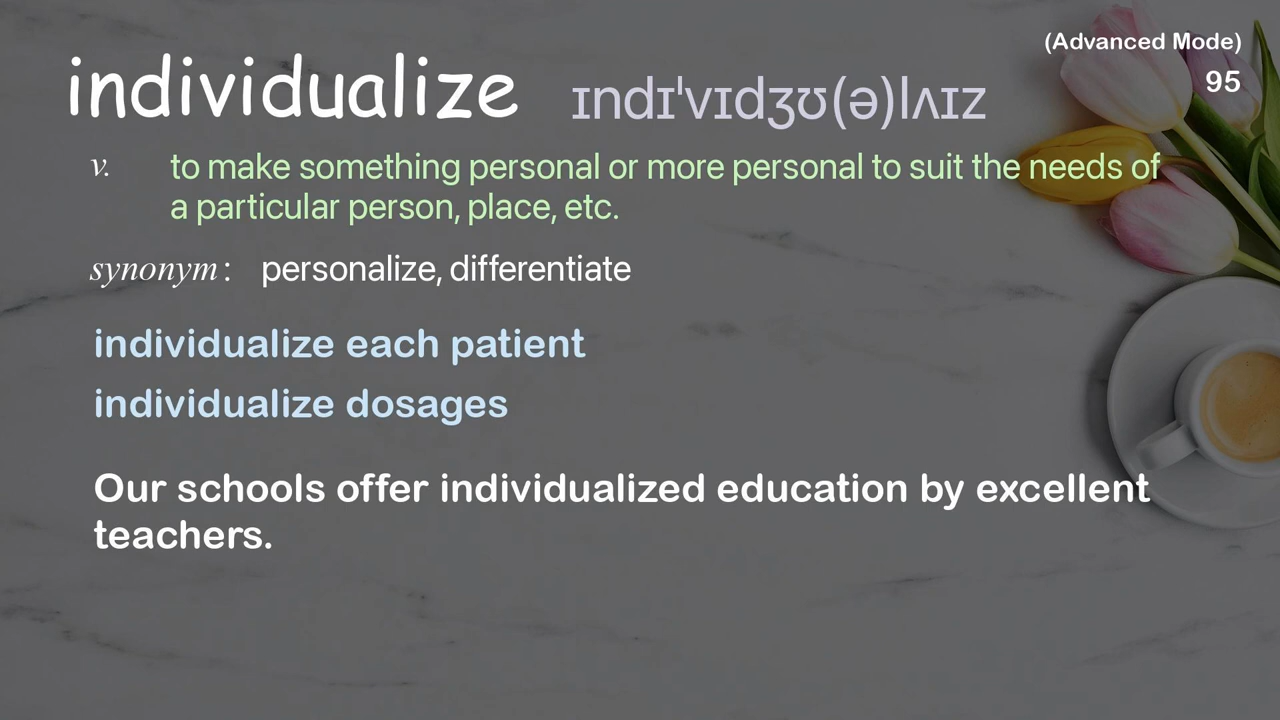 (Advanced Mode)
individualize ɪndɪˈvɪdʒʊ(ə)lʌɪz
95
v. to make something personal or more personal to suit the needs of
a particular person, place, etc.
synonym: personalize, differentiate
individualize each patient
individualize dosages
Our schools offer individualized education by excellent
teachers.